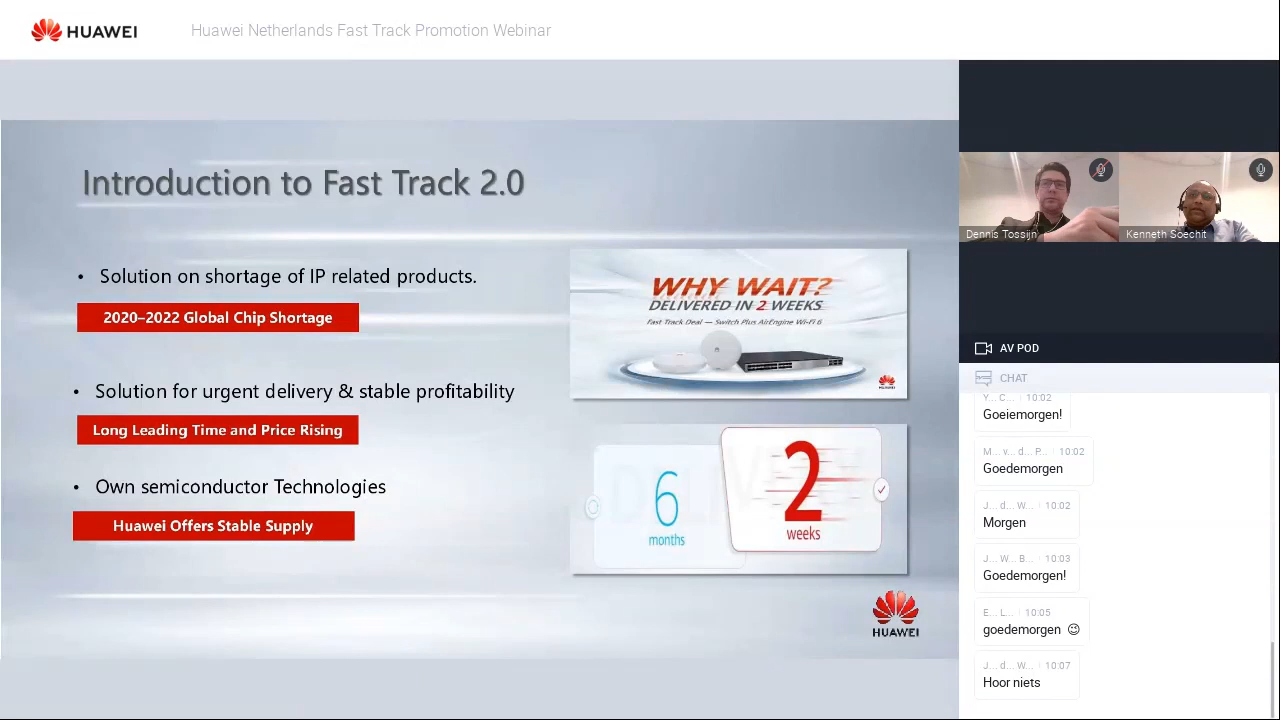 HUAWEI
Huawei Netherlands Fast Track Promotion Webinar
Introduction to Fast Track 2.0
• Solution on shortage of IP related products.
2020–2022 Global Chip Shortage
• Solution for urgent delivery & stable profitability
Long Leading Time and Price Rising
• Own semiconductor Technologies
Huawei Offers Stable Supply
WHY WAIT?
DELIVERED IN 2 WEEKS
Fast Track Deal — Switch Plus AirEngine Wi-Fi 6
HUAWEI
6
months
2
weeks
HUAWEI
Dennis Tossijn
Kenneth Soechit
AV POD
CHAT
Y... C... 10:02
Goeiemorgen!
M... v... d... P... 10:02
Goedemorgen
J... d... W... 10:02
Morgen
J... W... B... 10:03
Goedemorgen!
E... L... 10:05
goedemorgen 😉
J... d... W... 10:07
Hoor niets